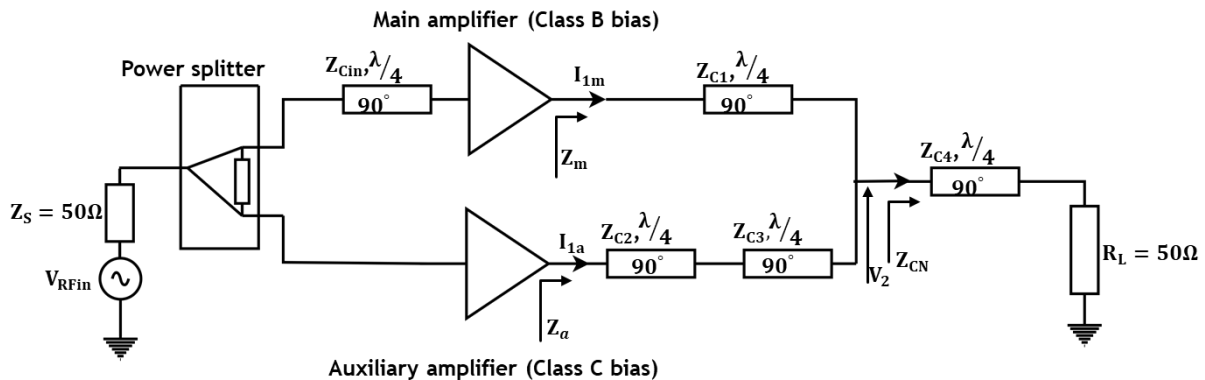 Main amplifier (Class B bias)
Power splitter
Z_Cin, λ/4
90°
I_1m
Z_m
Z_C1, λ/4
90°
Z_C4, λ/4
90°
Z_S = 50Ω
V_RFin
I_1a
Z_a
Z_C2, λ/4
90°
Z_C3, λ/4
90°
V_2
Z_CN
R_L = 50Ω
Auxiliary amplifier (Class C bias)